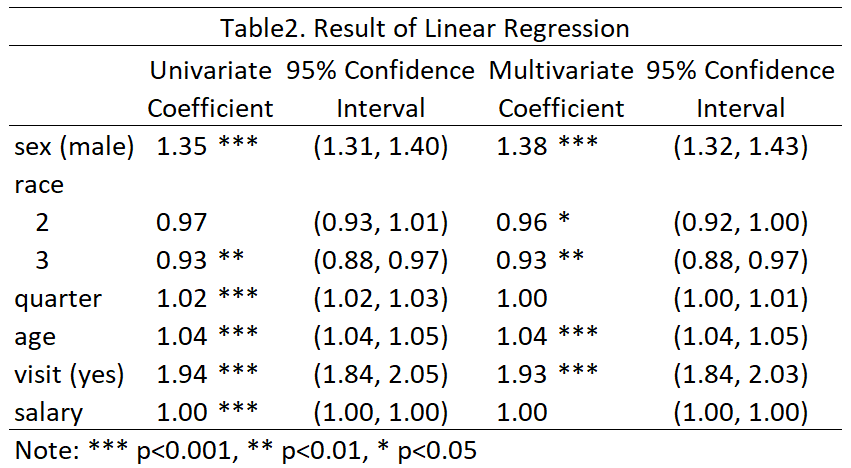 Table2. Result of Linear Regression
Univariate 95% Confidence Multivariate 95% Confidence
Coefficient Interval Coefficient Interval
sex (male) 1.35 *** (1.31, 1.40) 1.38 *** (1.32, 1.43)
race
2 0.97 (0.93, 1.01) 0.96 * (0.92, 1.00)
3 0.93 ** (0.88, 0.97) 0.93 ** (0.88, 0.97)
quarter 1.02 *** (1.02, 1.03) 1.00 (1.00, 1.01)
age 1.04 *** (1.04, 1.05) 1.04 *** (1.04, 1.05)
visit (yes) 1.94 *** (1.84, 2.05) 1.93 *** (1.84, 2.03)
salary 1.00 *** (1.00, 1.00) 1.00 (1.00, 1.00)
Note: *** p<0.001, ** p<0.01, * p<0.05